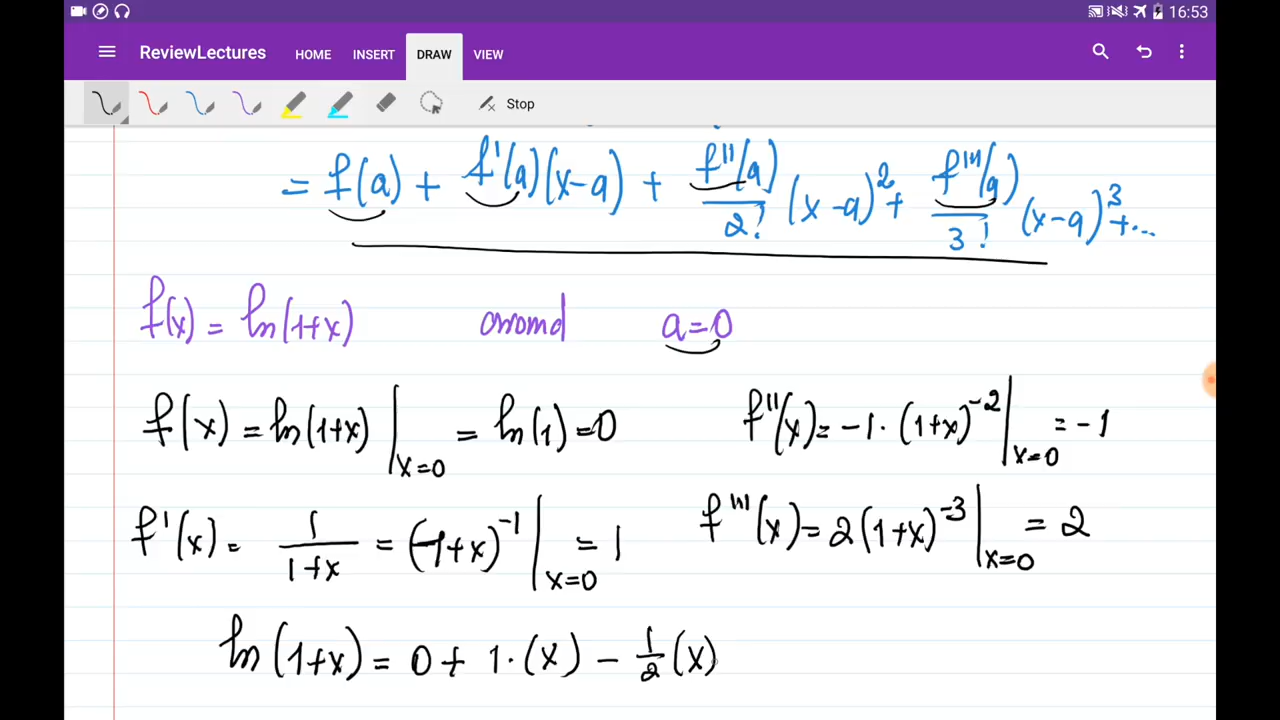 16:53
ReviewLectures HOME INSERT DRAW VIEW
Stop
= f(a) + f'(a)(x-a) + f''(a)/2! (x-a)^2 + f'''(a)/3! (x-a)^3 + ...
f(x) = ln(1+x) around a=0
f(x) = ln(1+x) |x=0 = ln(1) = 0
f''(x) = -1 · (1+x)^-2 |x=0 = -1
f'(x) = 1/1+x = (1+x)^-1 |x=0 = 1
f'''(x) = 2(1+x)^-3 |x=0 = 2
ln(1+x) = 0 + 1·(x) - 1/2 (x)